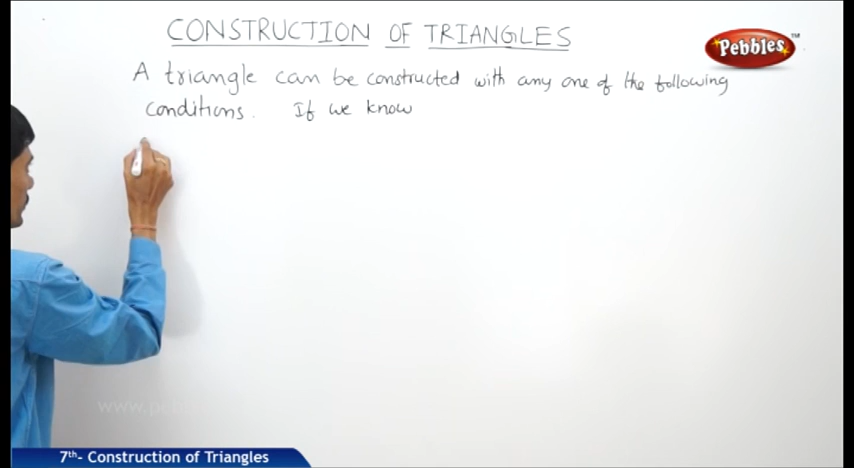 CONSTRUCTION OF TRIANGLES
Pebbles™
A triangle can be constructed with any one of the following
conditions. If we know
7th- Construction of Triangles